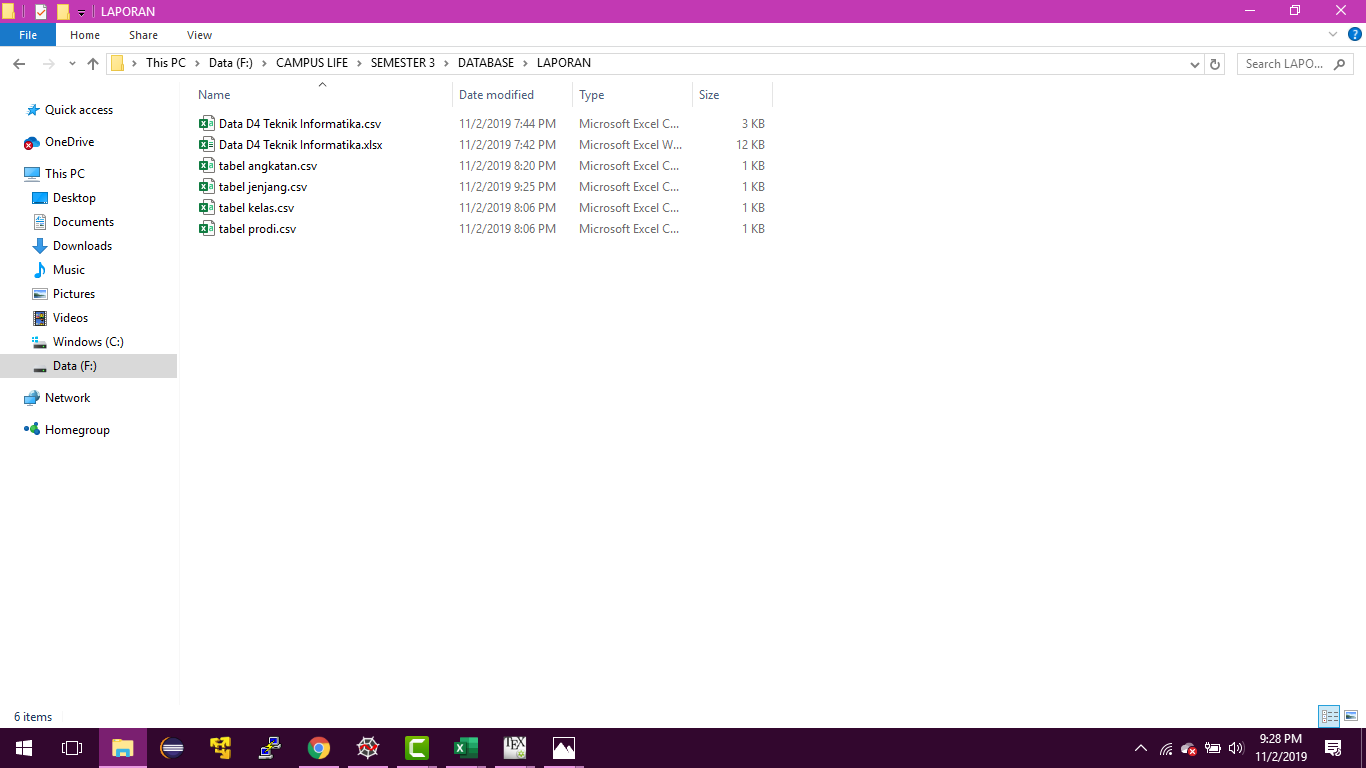 LAPORAN
File Home Share View
This PC Data (F:) CAMPUS LIFE SEMESTER 3 DATABASE LAPORAN Search LAPO...
Name Date modified Type Size
Quick access
OneDrive
This PC
Desktop
Documents
Downloads
Music
Pictures
Videos
Windows (C:)
Data (F:)
Network
Homegroup
Data D4 Teknik Informatika.csv 11/2/2019 7:44 PM Microsoft Excel C... 3 KB
Data D4 Teknik Informatika.xlsx 11/2/2019 7:42 PM Microsoft Excel W... 12 KB
tabel angkatan.csv 11/2/2019 8:20 PM Microsoft Excel C... 1 KB
tabel jenjang.csv 11/2/2019 9:25 PM Microsoft Excel C... 1 KB
tabel kelas.csv 11/2/2019 8:06 PM Microsoft Excel C... 1 KB
tabel prodi.csv 11/2/2019 8:06 PM Microsoft Excel C... 1 KB
6 items
TEX
9:28 PM
11/2/2019